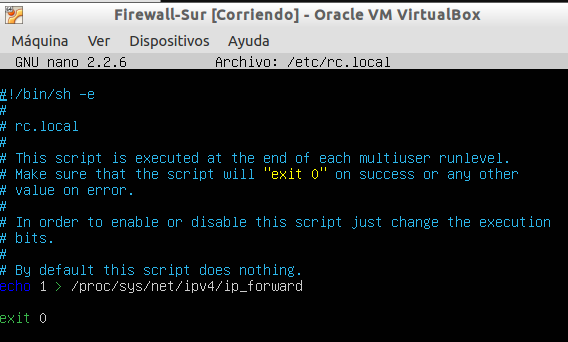 Firewall-Sur [Corriendo] - Oracle VM VirtualBox
Máquina Ver Dispositivos Ayuda
GNU nano 2.2.6 Archivo: /etc/rc.local
#!/bin/sh -e
#
# rc.local
#
# This script is executed at the end of each multiuser runlevel.
# Make sure that the script will "exit 0" on success or any other
# value on error.
#
# In order to enable or disable this script just change the execution
# bits.
#
# By default this script does nothing.
echo 1 > /proc/sys/net/ipv4/ip_forward
exit 0